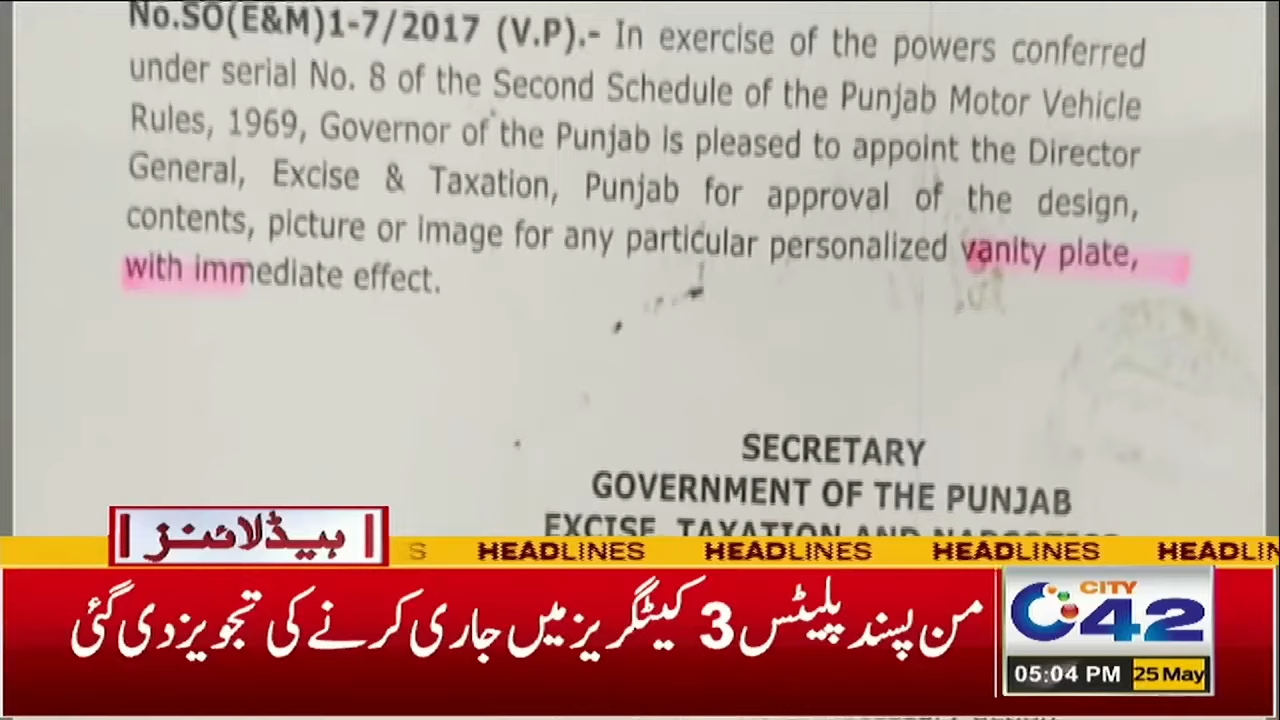 No.SO(E&M)1-7/2017 (V.P).- In exercise of the powers conferred
under serial No. 8 of the Second Schedule of the Punjab Motor Vehicle
Rules, 1969, Governor of the Punjab is pleased to appoint the Director
General, Excise & Taxation, Punjab for approval of the design,
contents, picture or image for any particular personalized vanity plate,
with immediate effect.
SECRETARY
GOVERNMENT OF THE PUNJAB
EXCISE, TAXATION AND NARCOTICS
ہیڈلائنز
S HEADLINES HEADLINES HEADLINES HEADLIN
من پسند پلیٹس 3 کیٹگریز میں جاری کرنے کی تجویز دی گئی
CITY
42
05:04 PM 25 May